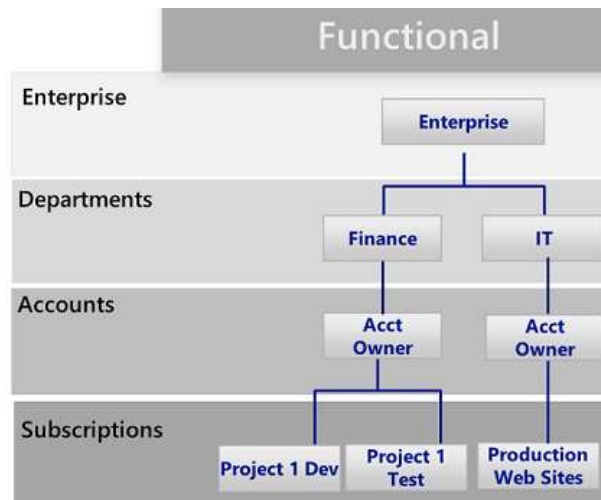 Functional
Enterprise
Enterprise
Departments
Finance
IT
Accounts
Acct
Owner
Acct
Owner
Subscriptions
Project 1 Dev
Project 1
Test
Production
Web Sites